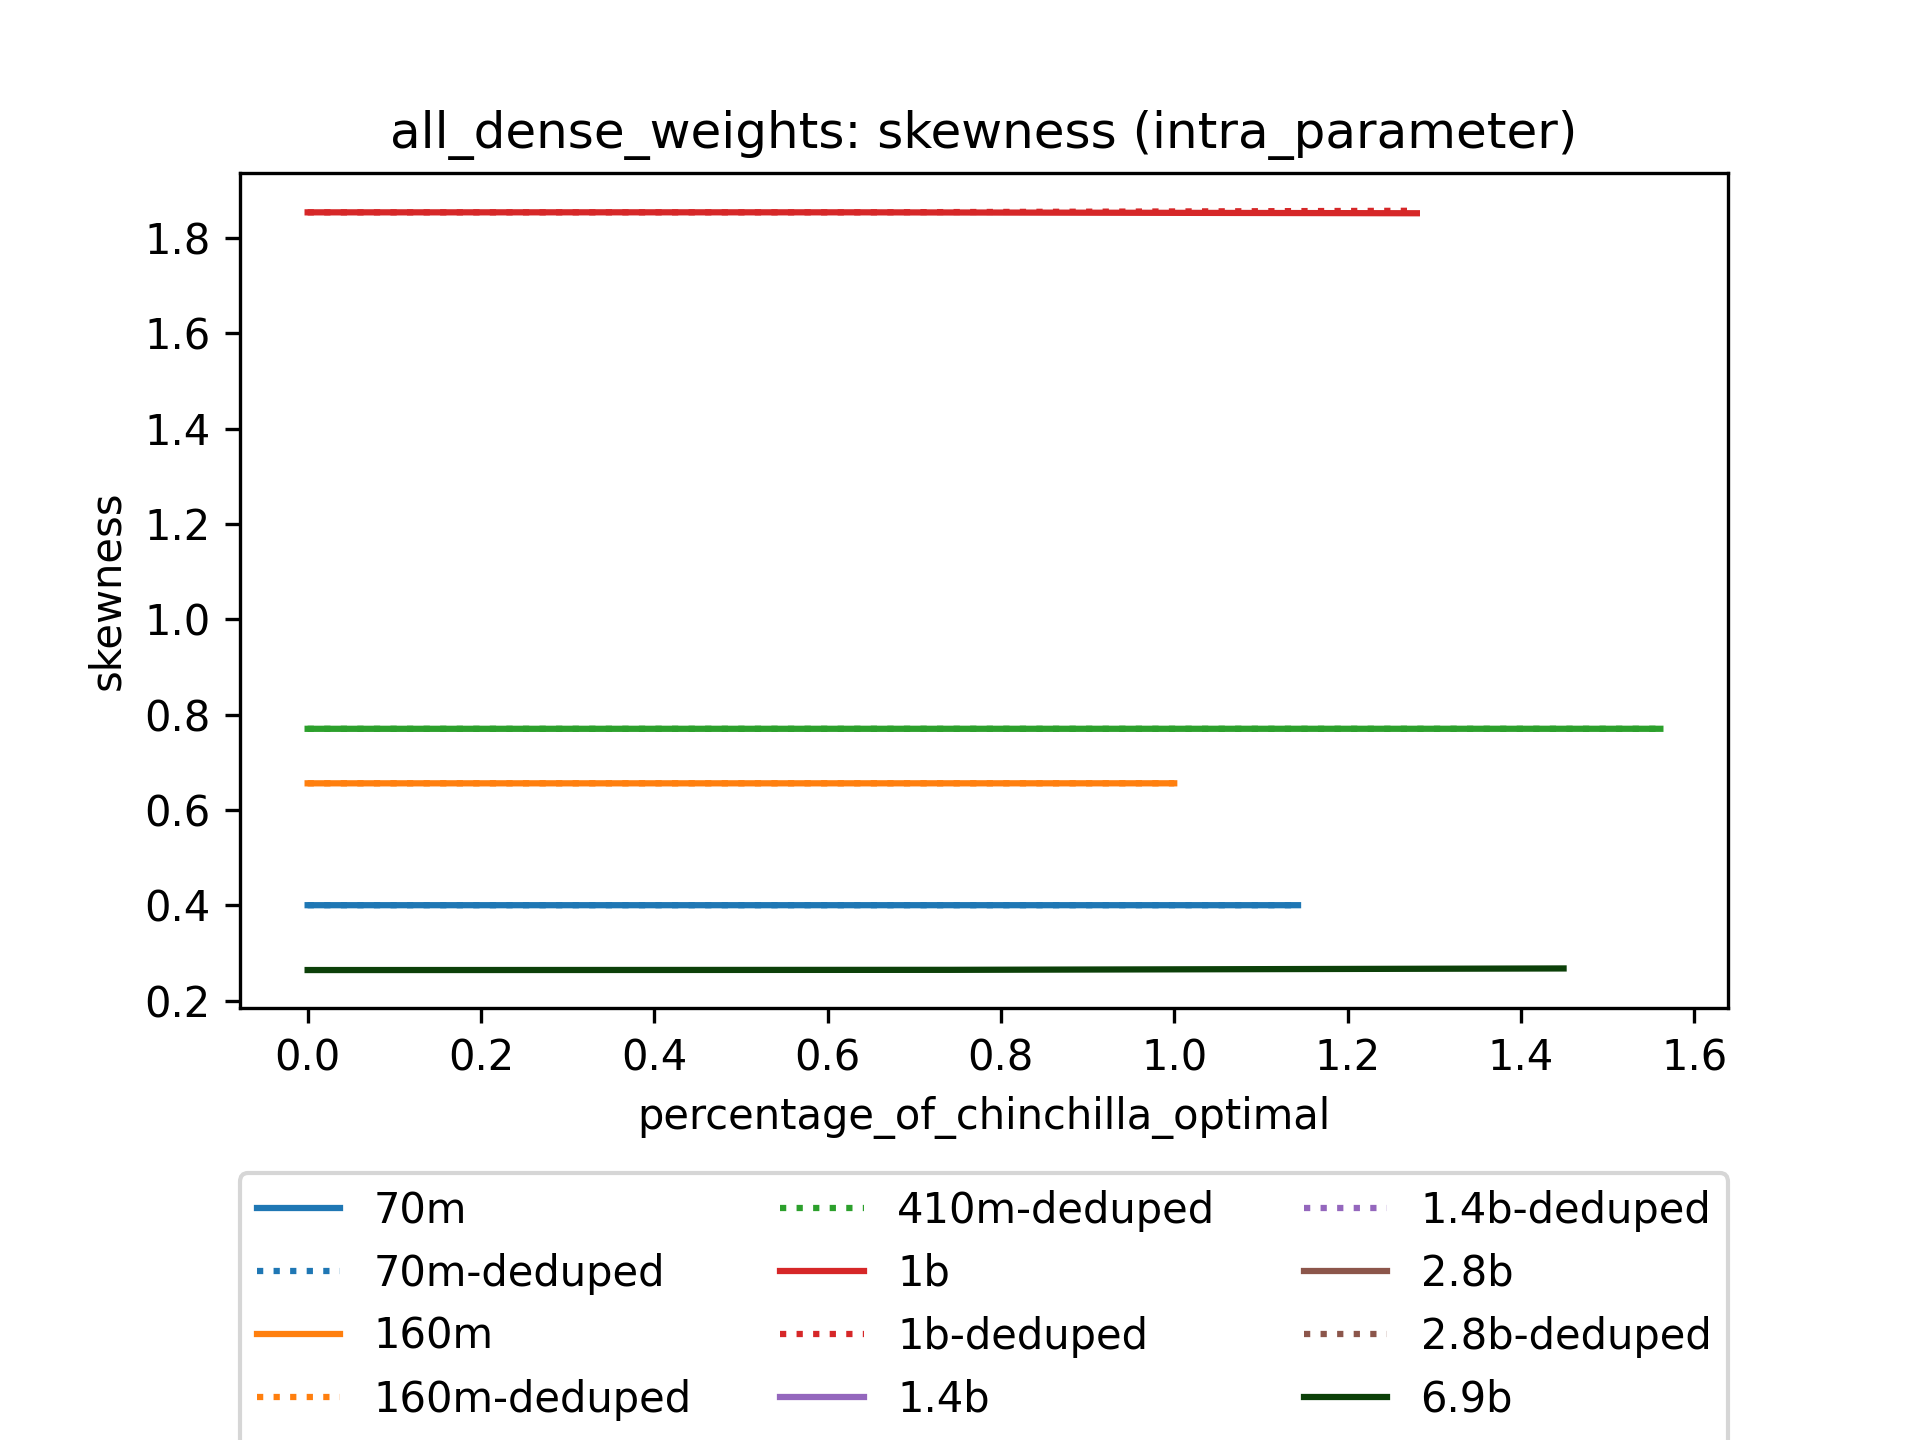 all_dense_weights: skewness (intra_parameter)
1.8
1.6
1.4
1.2
1.0
0.8
0.6
0.4
0.2
skewness
0.0 0.2 0.4 0.6 0.8 1.0 1.2 1.4 1.6
percentage_of_chinchilla_optimal
70m 410m-deduped 1.4b-deduped
70m-deduped 1b 2.8b
160m 1b-deduped 2.8b-deduped
160m-deduped 1.4b 6.9b